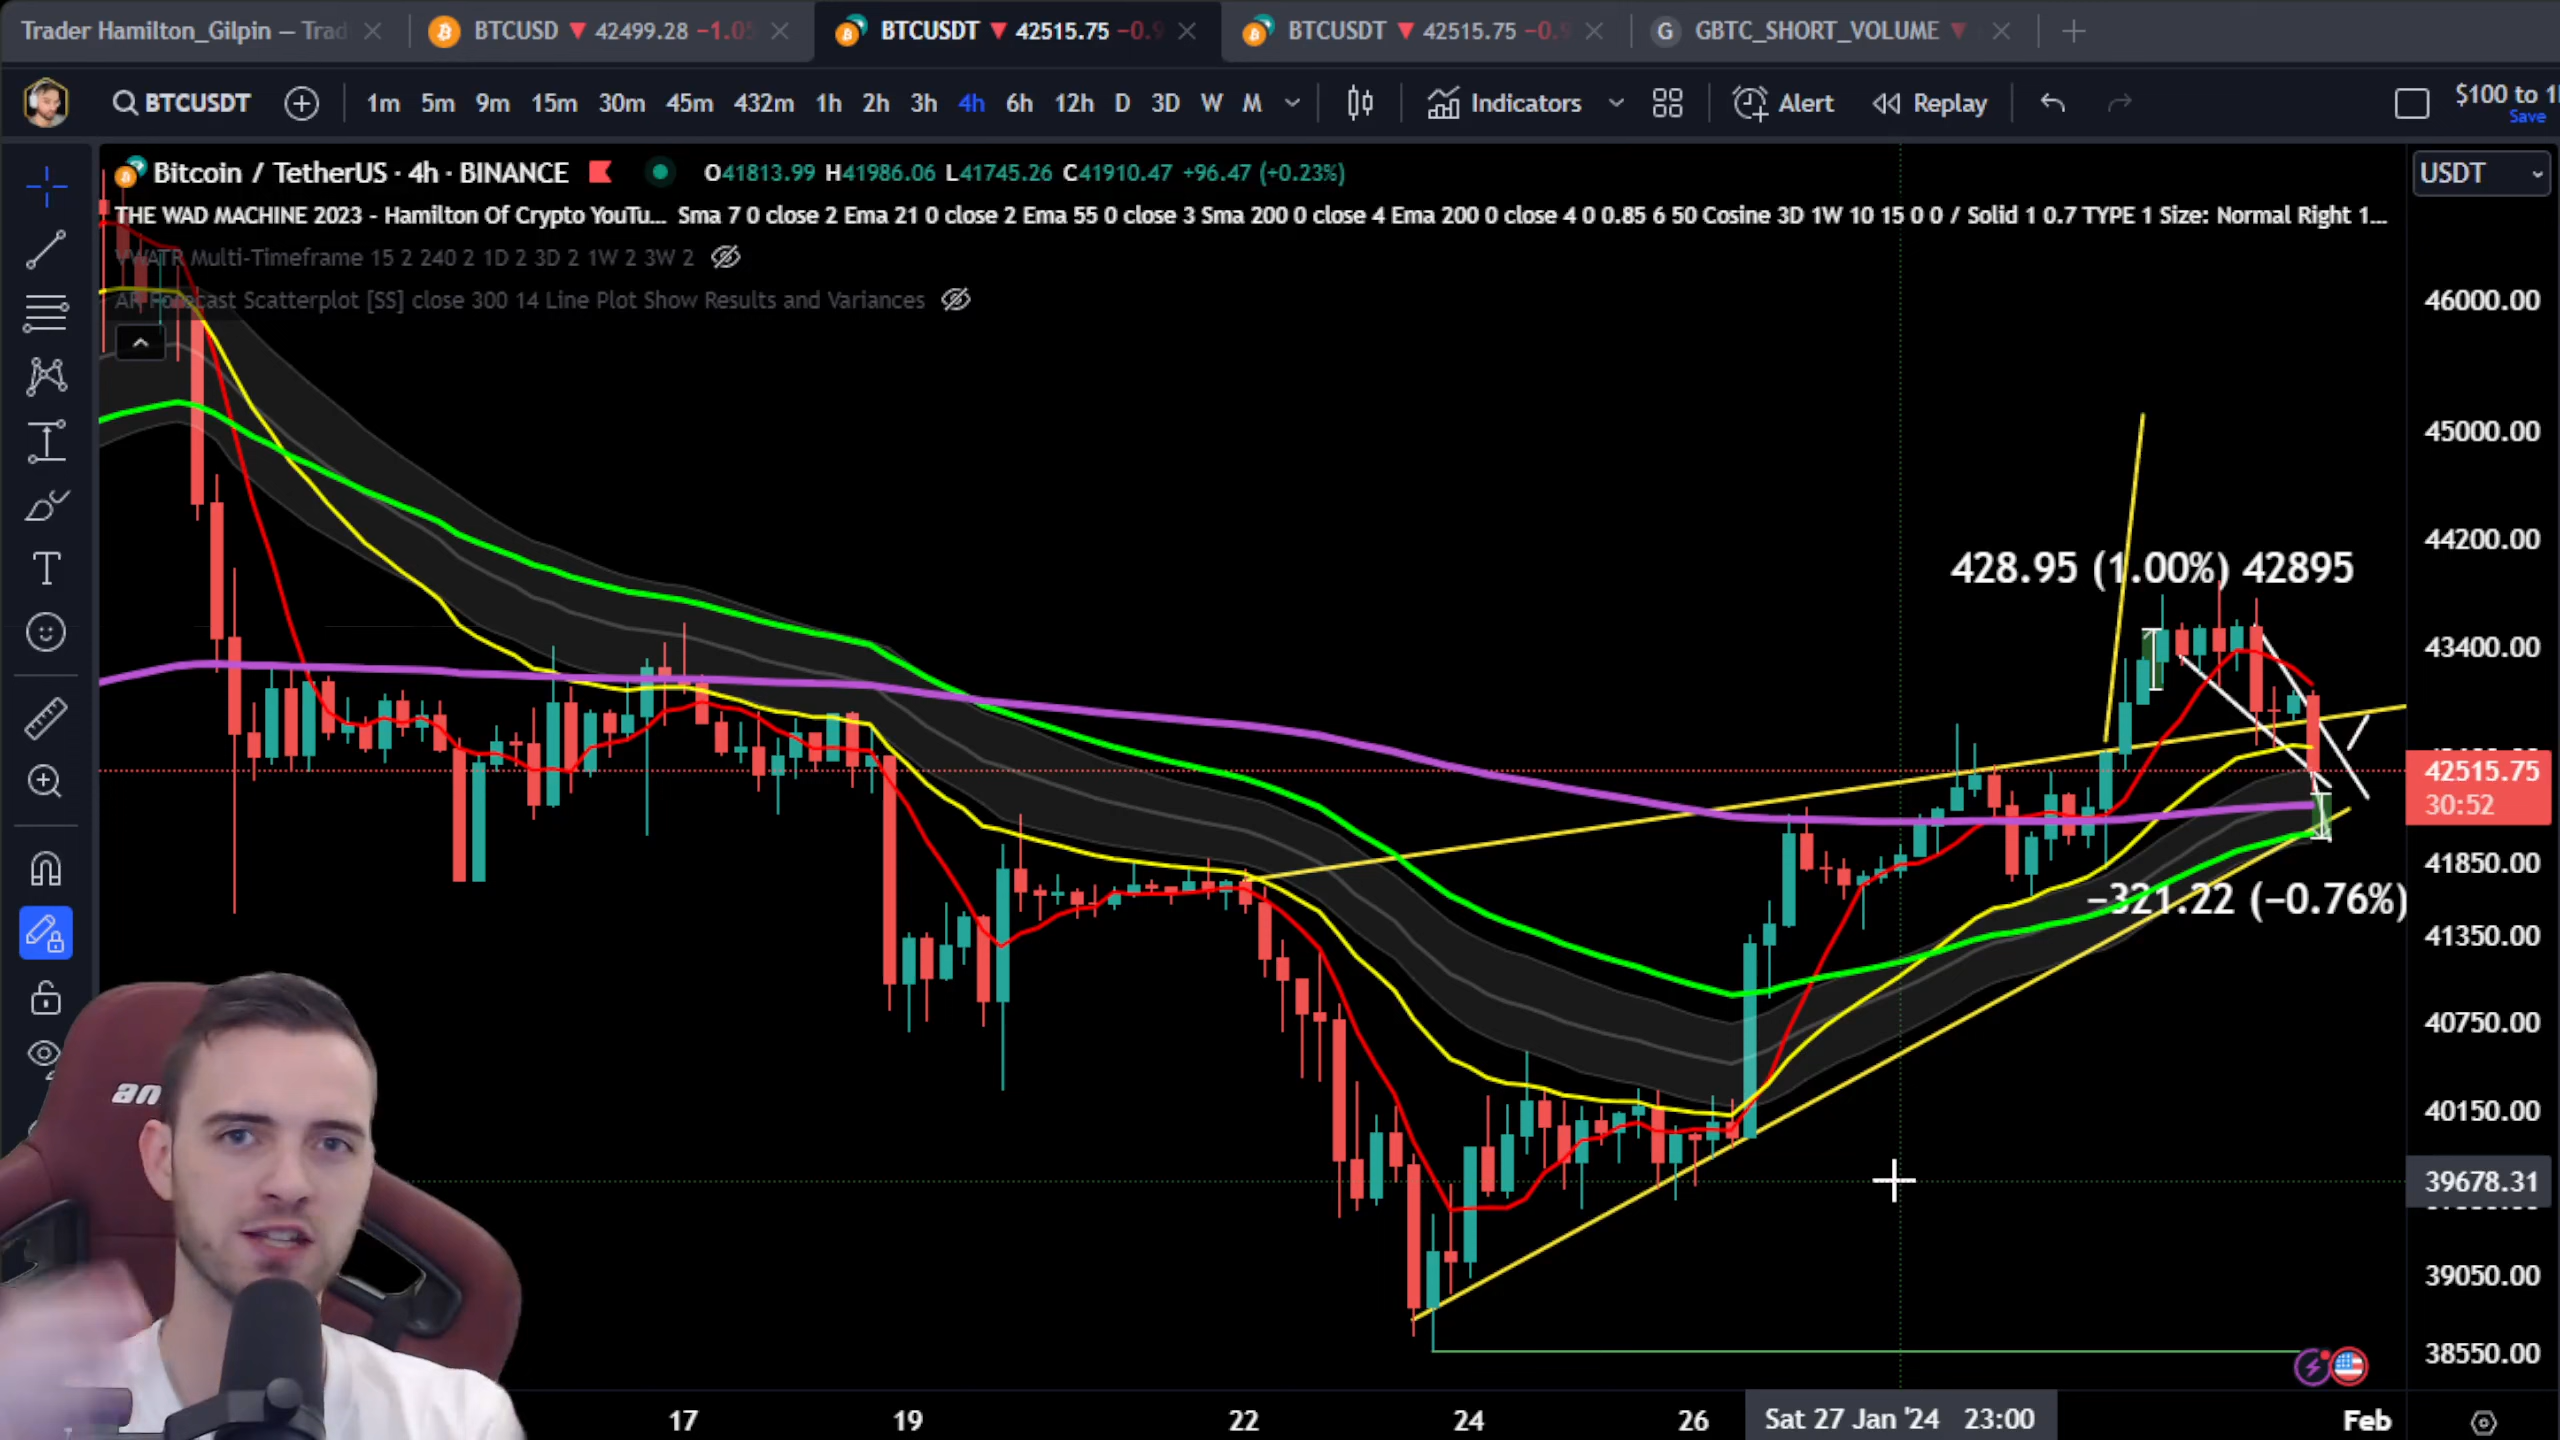 Trader Hamilton_Gilpin — Trad
BTCUSD 42499.28 −1.05
BTCUSDT 42515.75 −0.9
BTCUSDT 42515.75 −0.9
GBTC_SHORT_VOLUME
BTCUSDT 1m 5m 9m 15m 30m 45m 432m 1h 2h 3h 4h 6h 12h D 3D W M Indicators Alert Replay $100 to 1
Save
Bitcoin / TetherUS · 4h · BINANCE O41813.99 H41986.06 L41745.26 C41910.47 +96.47 (+0.23%)
USDT
THE WAD MACHINE 2023 - Hamilton Of Crypto YouTu... Sma 7 0 close 2 Ema 21 0 close 2 Ema 55 0 close 3 Sma 200 0 close 4 Ema 200 0 close 4 0 0.85 6 50 Cosine 3D 1W 10 15 0 0 / Solid 1 0.7 TYPE 1 Size: Normal Right 1...
VWATR Multi-Timeframe 15 2 240 2 1D 2 3D 2 1W 2 3W 2
AR Forecast Scatterplot [SS] close 300 14 Line Plot Show Results and Variances
46000.00
45000.00
44200.00
428.95 (1.00%) 42895
43400.00
42515.75
30:52
41850.00
−321.22 (−0.76%)
41350.00
40750.00
40150.00
39678.31
39050.00
38550.00
an
17 19 22 24 26 Sat 27 Jan '24 23:00 Feb